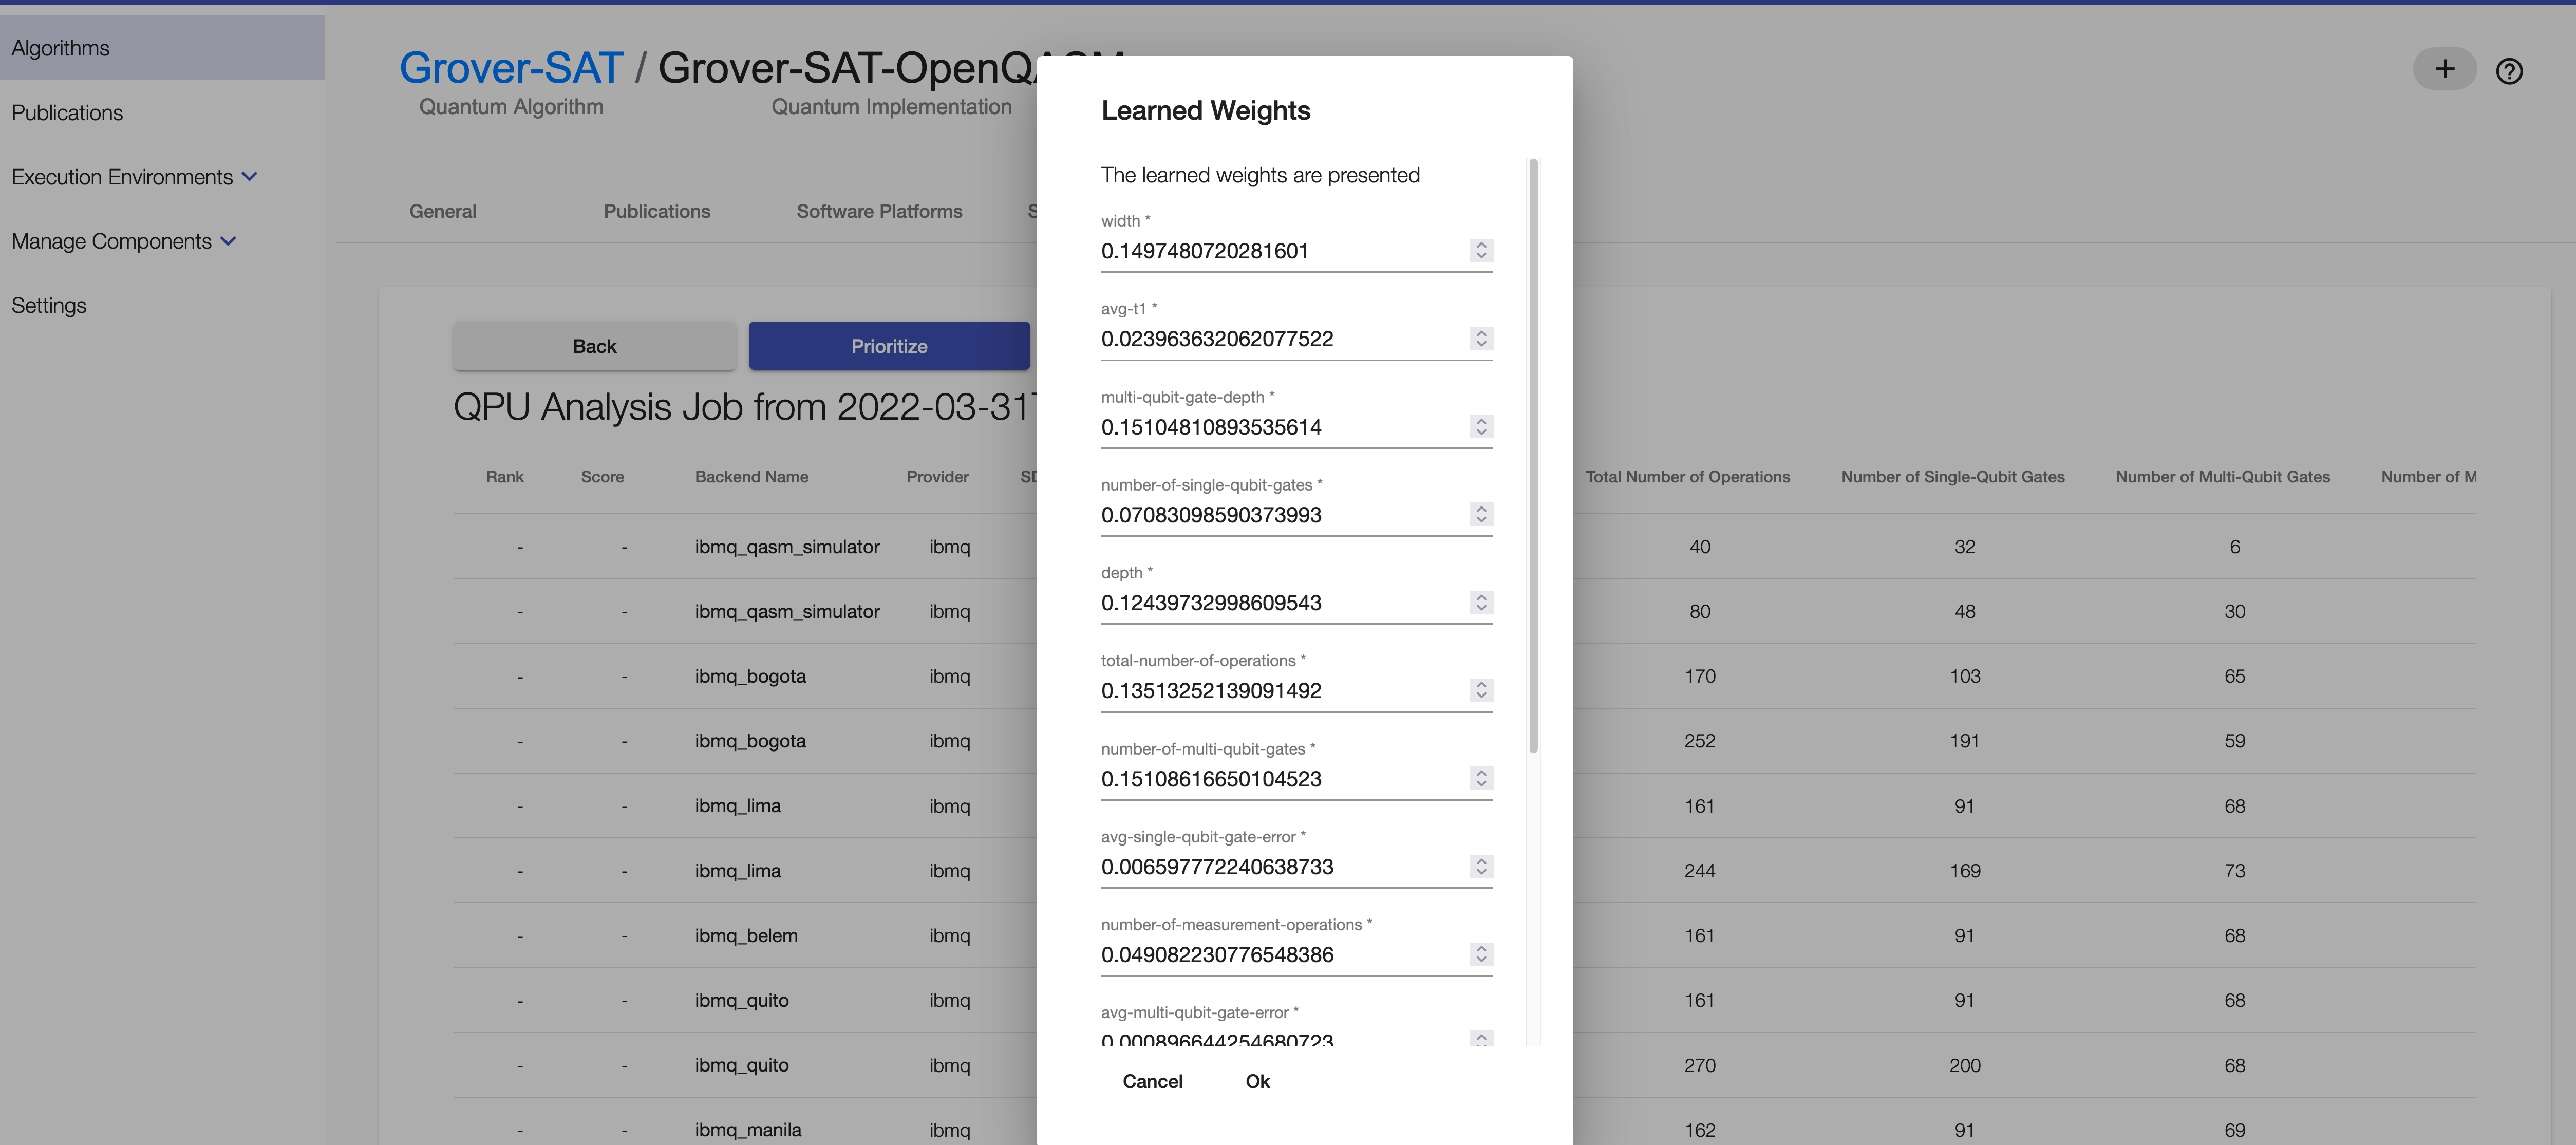 Algorithms
Publications
Execution Environments
Manage Components
Settings
Grover-SAT / Grover-SAT-OpenQASM
Quantum Algorithm Quantum Implementation
General Publications Software Platforms S
Back Prioritize
QPU Analysis Job from 2022-03-31T
Rank Score Backend Name Provider SD Total Number of Operations Number of Single-Qubit Gates Number of Multi-Qubit Gates Number of M
- - ibmq_qasm_simulator ibmq 40 32 6
- - ibmq_qasm_simulator ibmq 80 48 30
- - ibmq_bogota ibmq 170 103 65
- - ibmq_bogota ibmq 252 191 59
- - ibmq_lima ibmq 161 91 68
- - ibmq_lima ibmq 244 169 73
- - ibmq_belem ibmq 161 91 68
- - ibmq_quito ibmq 161 91 68
- - ibmq_quito ibmq 270 200 68
- - ibmq_manila ibmq 162 91 69
Learned Weights
The learned weights are presented
width *
0.1497480720281601
avg-t1 *
0.023963632062077522
multi-qubit-gate-depth *
0.15104810893535614
number-of-single-qubit-gates *
0.07083098590373993
depth *
0.12439732998609543
total-number-of-operations *
0.13513252139091492
number-of-multi-qubit-gates *
0.15108616650104523
avg-single-qubit-gate-error *
0.006597772240638733
number-of-measurement-operations *
0.049082230776548386
avg-multi-qubit-gate-error *
0.000896644254680723
Cancel Ok